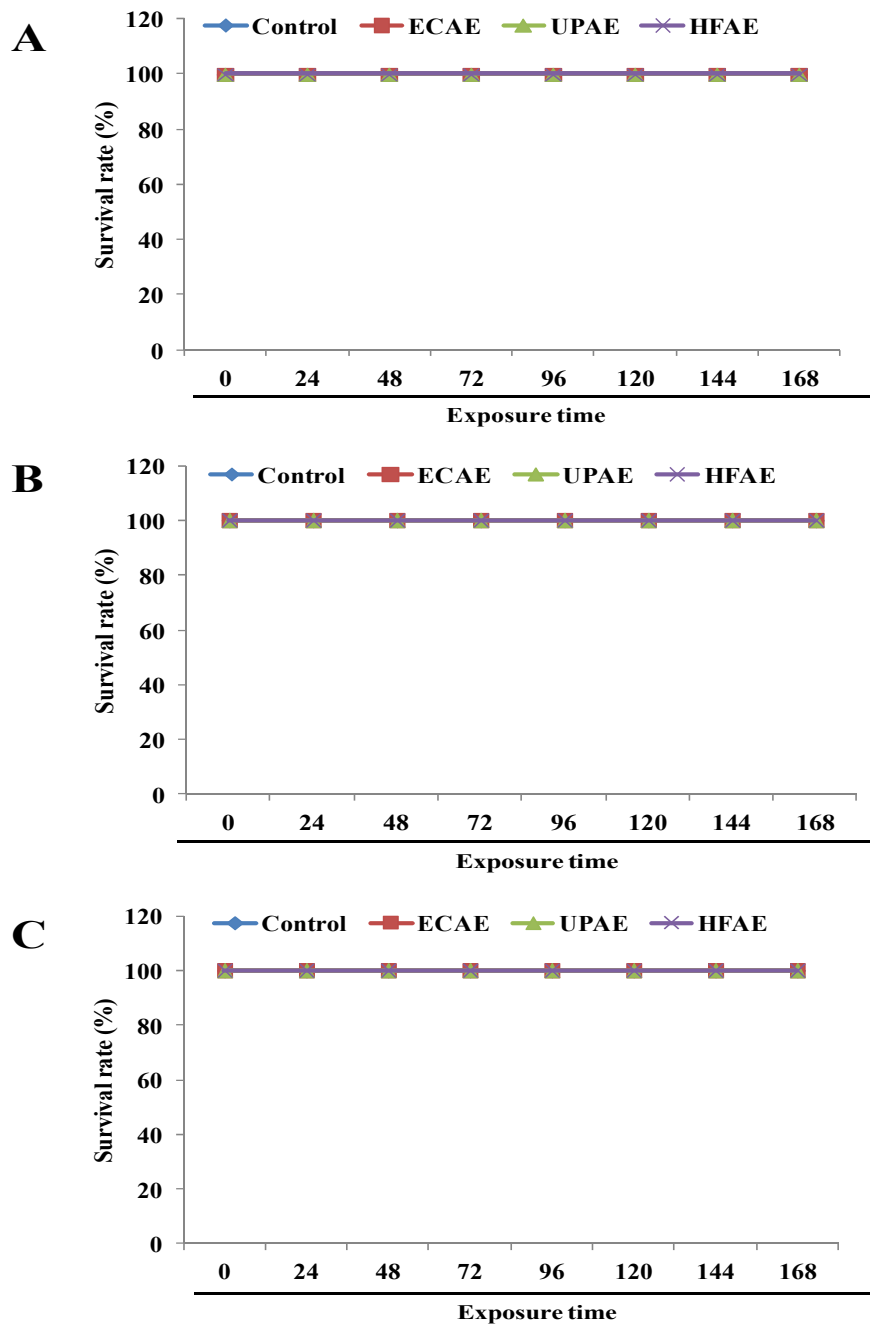 A
120
Control ECAE UPAE HFAE
100
80
60
40
20
0
Survival rate (%)
0 24 48 72 96 120 144 168
Exposure time
B
120
Control ECAE UPAE HFAE
100
80
60
40
20
0
Survival rate (%)
0 24 48 72 96 120 144 168
Exposure time
C
120
Control ECAE UPAE HFAE
100
80
60
40
20
0
Survival rate (%)
0 24 48 72 96 120 144 168
Exposure time